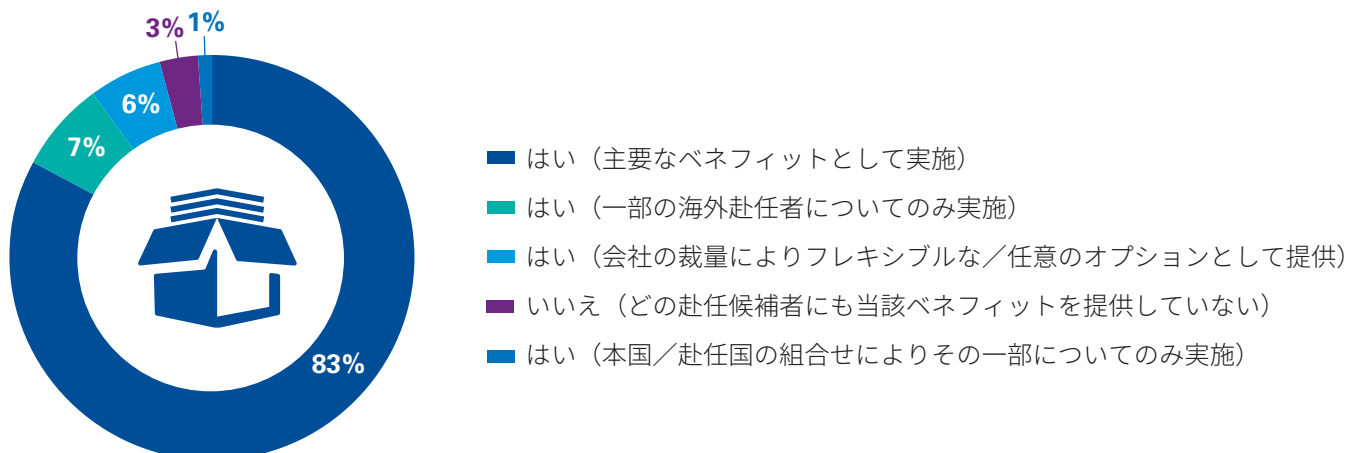 3%
1%
6%
7%
83%
はい（主要なベネフィットとして実施）
はい（一部の海外赴任者についてのみ実施）
はい（会社の裁量によりフレキシブルな／任意のオプションとして提供）
いいえ（どの赴任候補者にも当該ベネフィットを提供していない）
はい（本国／赴任国の組合せによりその一部についてのみ実施）